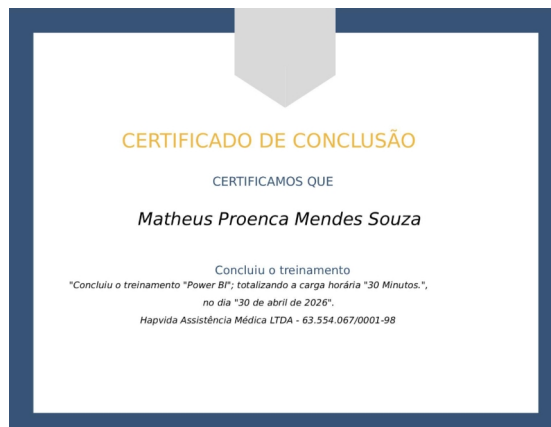 CERTIFICADO DE CONCLUSÃO
CERTIFICAMOS QUE
Matheus Proenca Mendes Souza
Concluiu o treinamento
"Concluiu o treinamento "Power BI"; totalizando a carga horária "30 Minutos.",
no dia "30 de abril de 2026".
Hapvida Assistência Médica LTDA - 63.554.067/0001-98